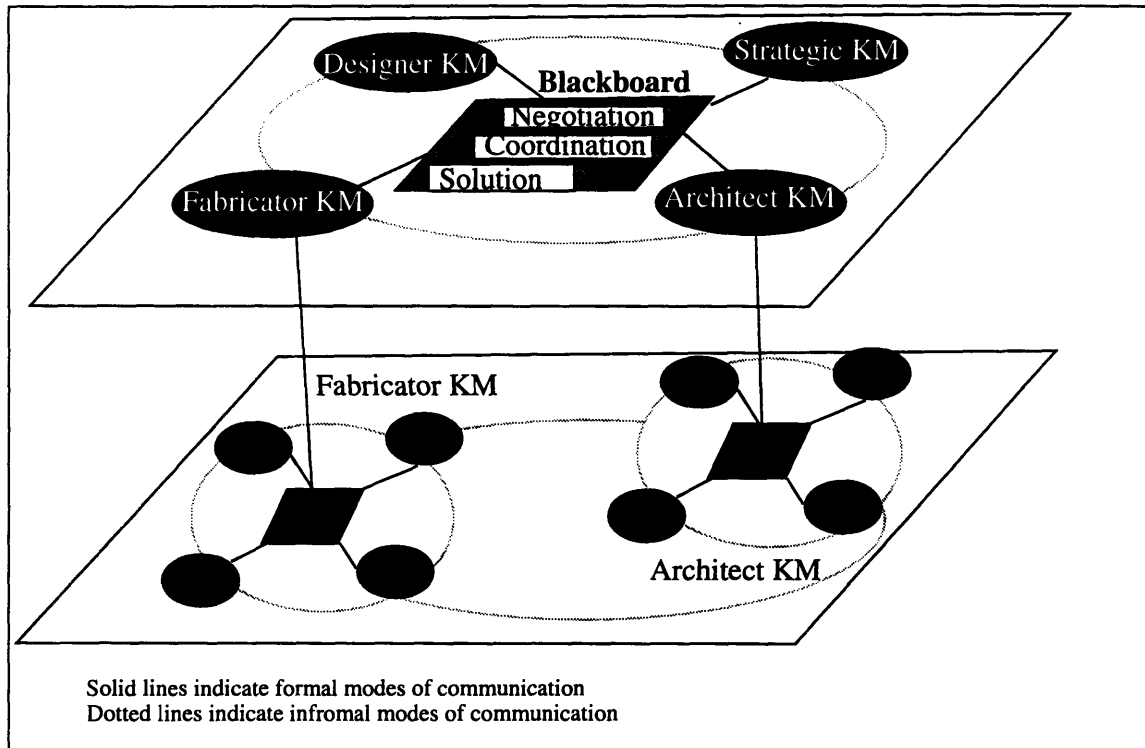 Designer KM
Strategic KM
Blackboard
Negotiation
Coordination
Solution
Fabricator KM
Architect KM
Fabricator KM
Architect KM
Solid lines indicate formal modes of communication
Dotted lines indicate infromal modes of communication